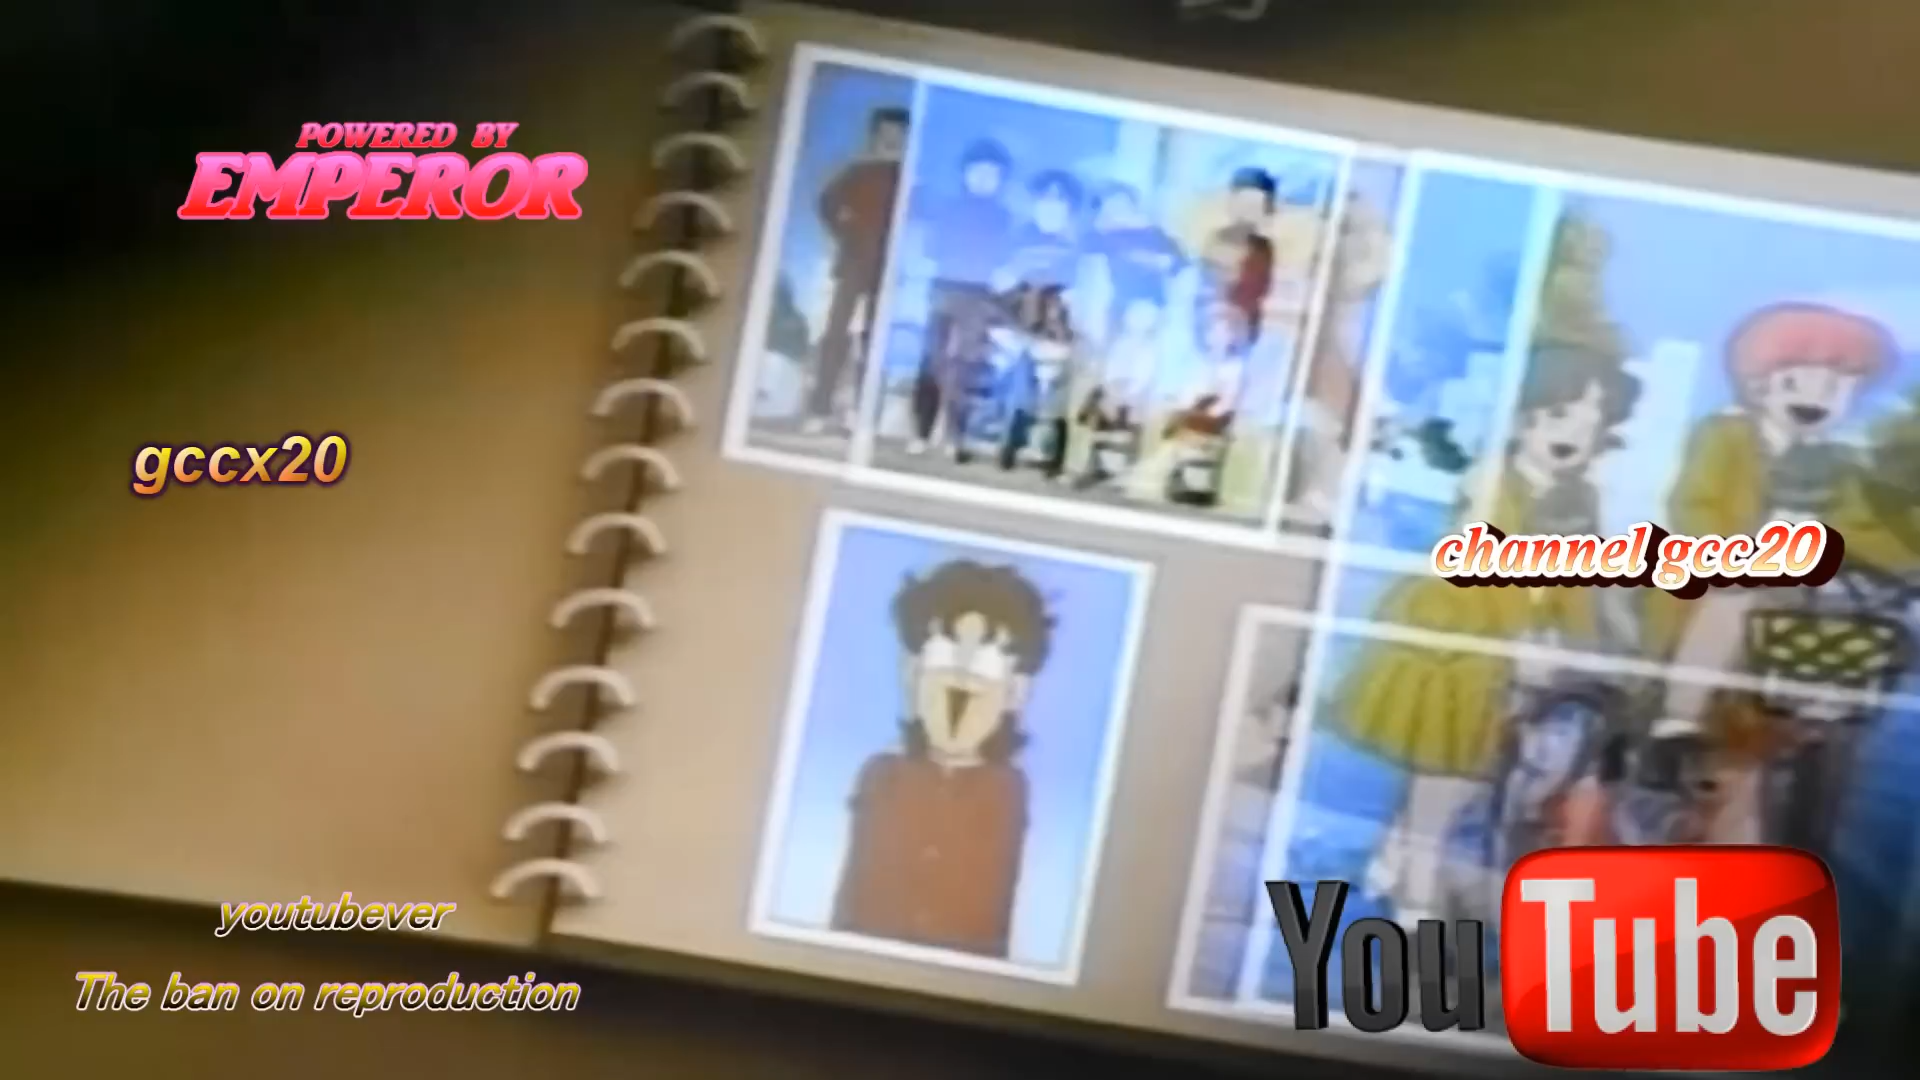 POWERED BY
EMPEROR
gccx20
channel gcc20
youtubever
The ban on reproduction
YouTube